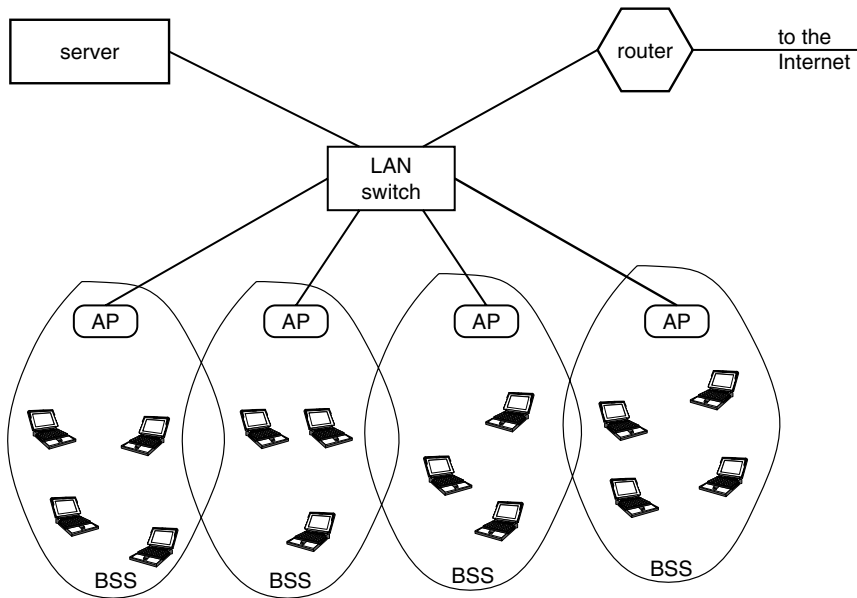 server
router
to the
Internet
LAN
switch
AP
AP
AP
AP
BSS
BSS
BSS
BSS